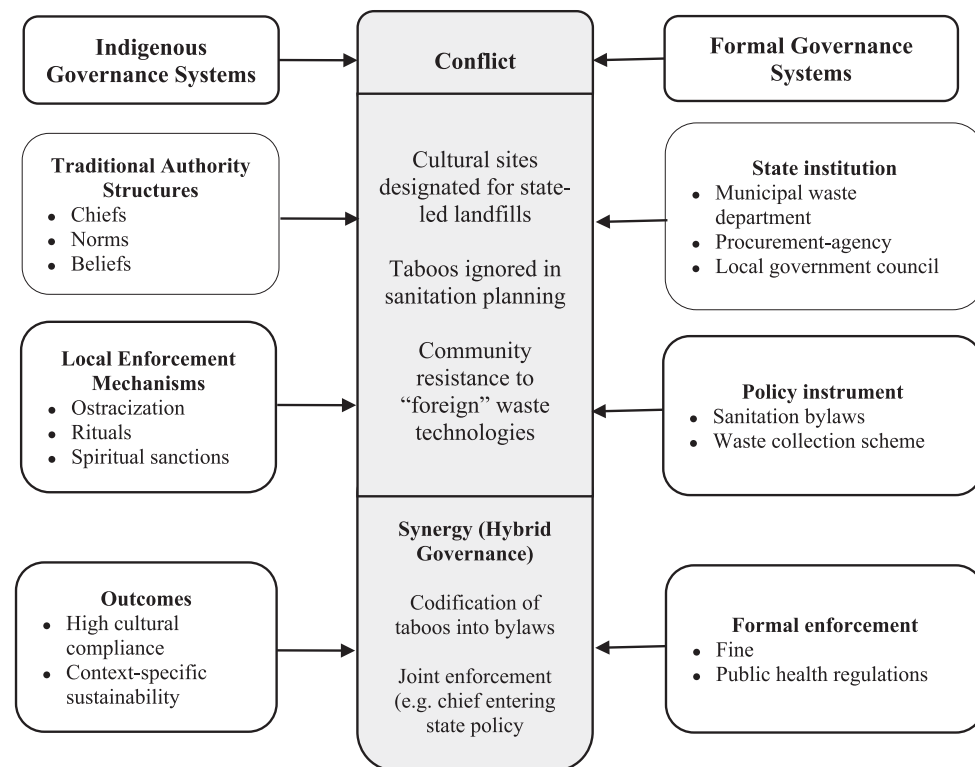 Indigenous
Governance Systems
Traditional Authority
Structures
• Chiefs
• Norms
• Beliefs
Local Enforcement
Mechanisms
• Ostracization
• Rituals
• Spiritual sanctions
Outcomes
• High cultural
compliance
• Context-specific
sustainability
Conflict
Cultural sites
designated for state-
led landfills
Taboos ignored in
sanitation planning
Community
resistance to
“foreign” waste
technologies
Synergy (Hybrid
Governance)
Codification of
taboos into bylaws
Joint enforcement
(e.g. chief entering
state policy
Formal Governance
Systems
State institution
• Municipal waste
department
• Procurement-agency
• Local government council
Policy instrument
• Sanitation bylaws
• Waste collection scheme
Formal enforcement
• Fine
• Public health regulations